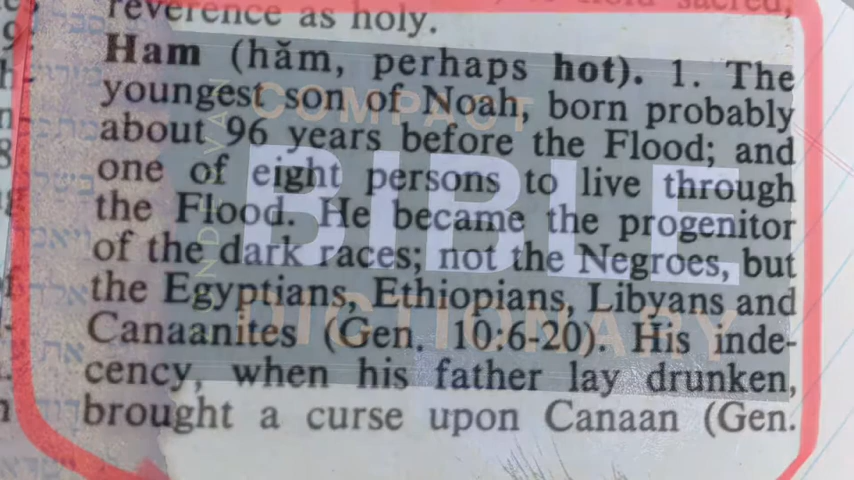 reverence as holy.
Ham (hăm, perhaps hot). 1. The
youngest son of Noah, born probably
about 96 years before the Flood; and
one of eight persons to live through
the Flood. He became the progenitor
of the dark races; not the Negroes, but
the Egyptians, Ethiopians, Libyans and
Canaanites (Gen. 10:6-20). His inde-
cency, when his father lay drunken,
brought a curse upon Canaan (Gen.
COMPACT
BIBLE
DICTIONARY